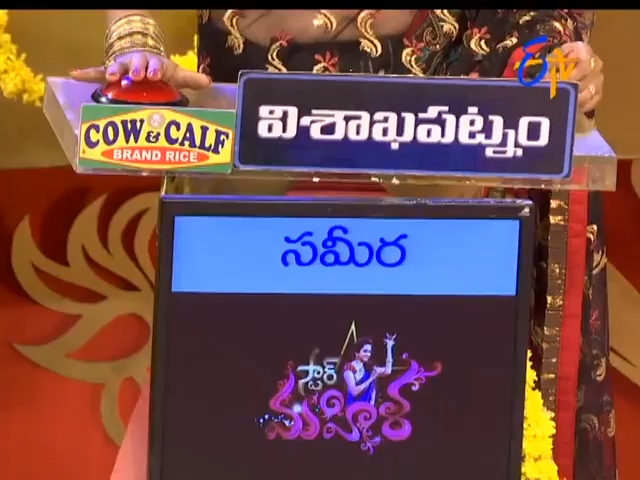 eTV
విశాఖపట్నం
COW & CALF
BRAND RICE
సమీర
స్టార్
మహిళ